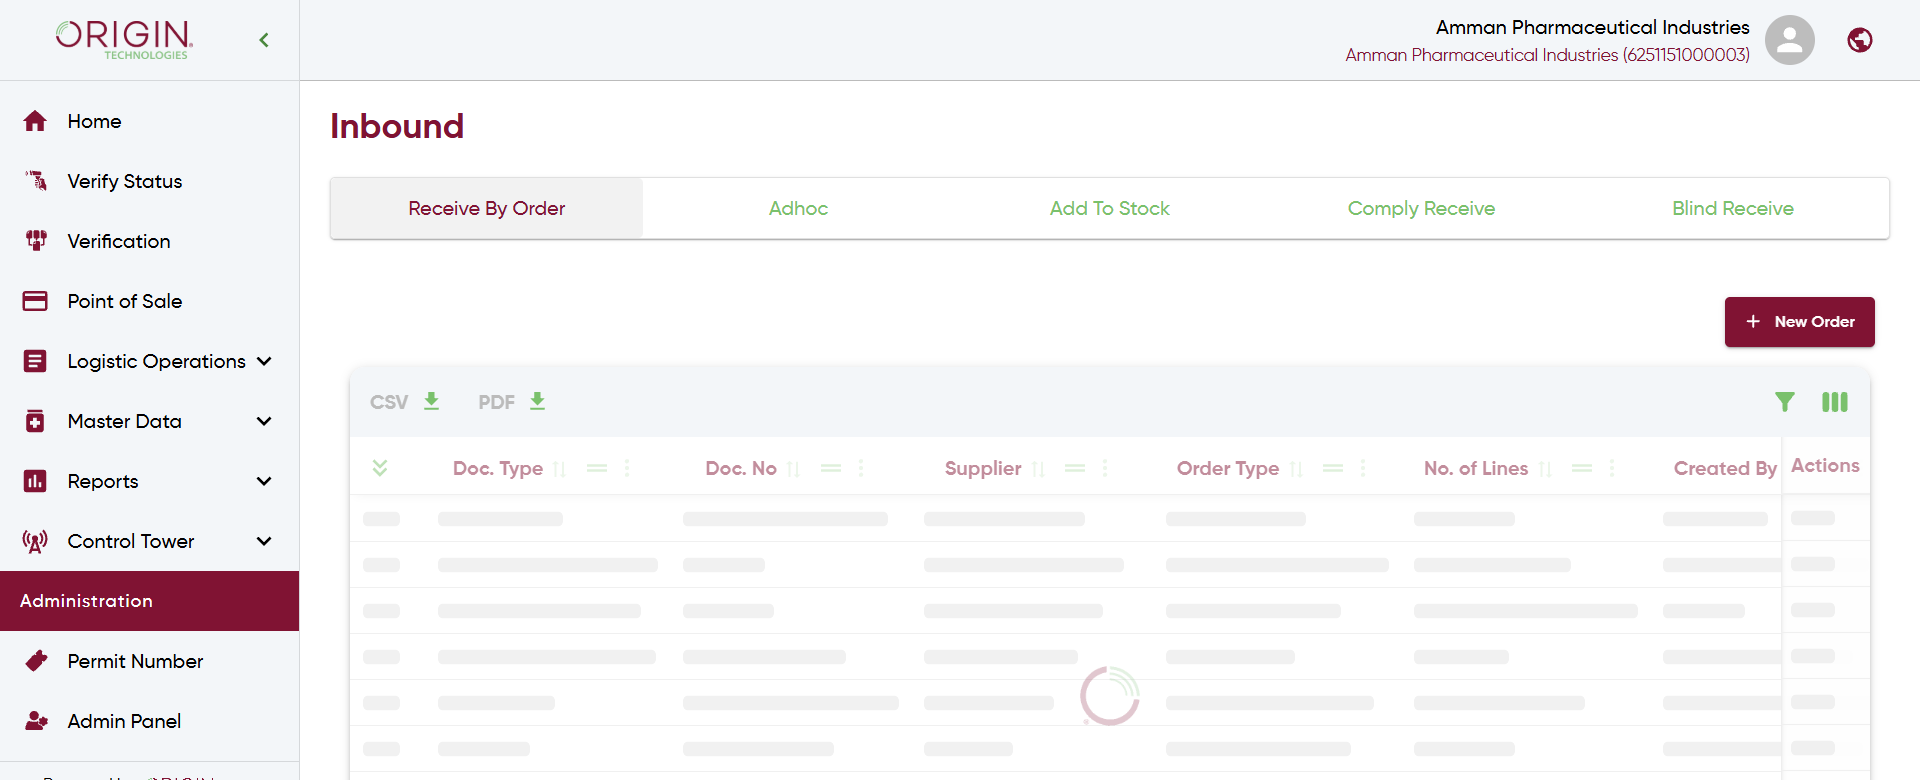 ORIGIN
TECHNOLOGIES
Amman Pharmaceutical Industries
Amman Pharmaceutical Industries (6251151000003)
Home
Verify Status
Verification
Point of Sale
Logistic Operations
Master Data
Reports
Control Tower
Administration
Permit Number
Admin Panel
Inbound
Receive By Order
Adhoc
Add To Stock
Comply Receive
Blind Receive
+ New Order
CSV
PDF
Doc. Type
Doc. No
Supplier
Order Type
No. of Lines
Created By
Actions